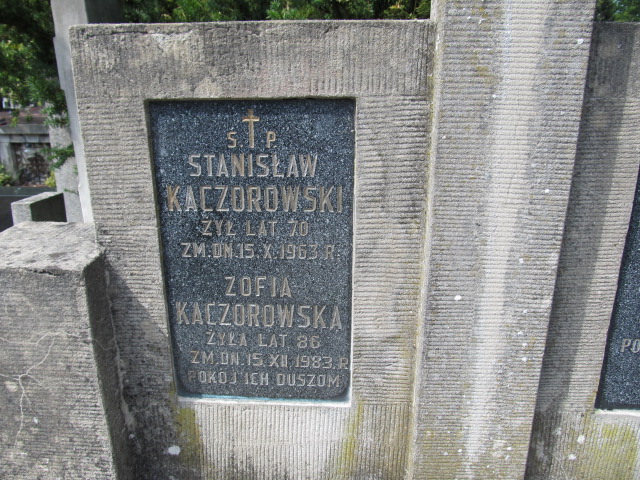 Ś. P
STANISŁAW
KACZOROWSKI
ŻYŁ LAT 70
ZM. DN. 15. X. 1963. R.
ZOFIA
KACZOROWSKA
ŻYŁA LAT 86
ZM. DN. 15. XII. 1983. R.
POKÓJ ICH DUSZOM.
PO